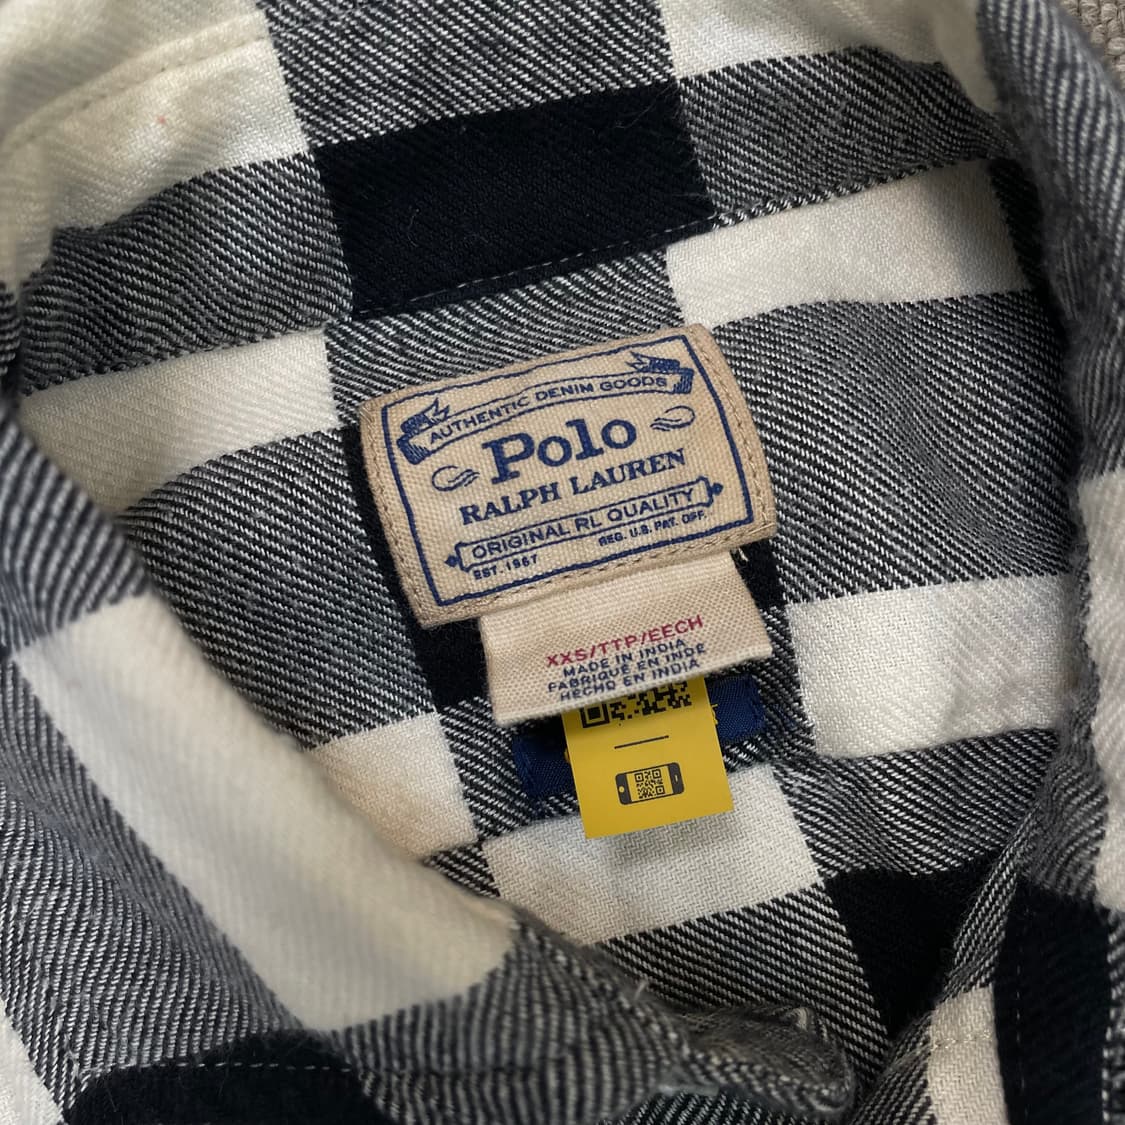 AUTHENTIC DENIM GOODS
Polo
RALPH LAUREN
ORIGINAL RL QUALITY
EST. 1967 REG. U.S. PAT. OFF.
XXS/TTP/EECH
MADE IN INDIA
FABRIQUE EN INDE
HECHO EN INDIA